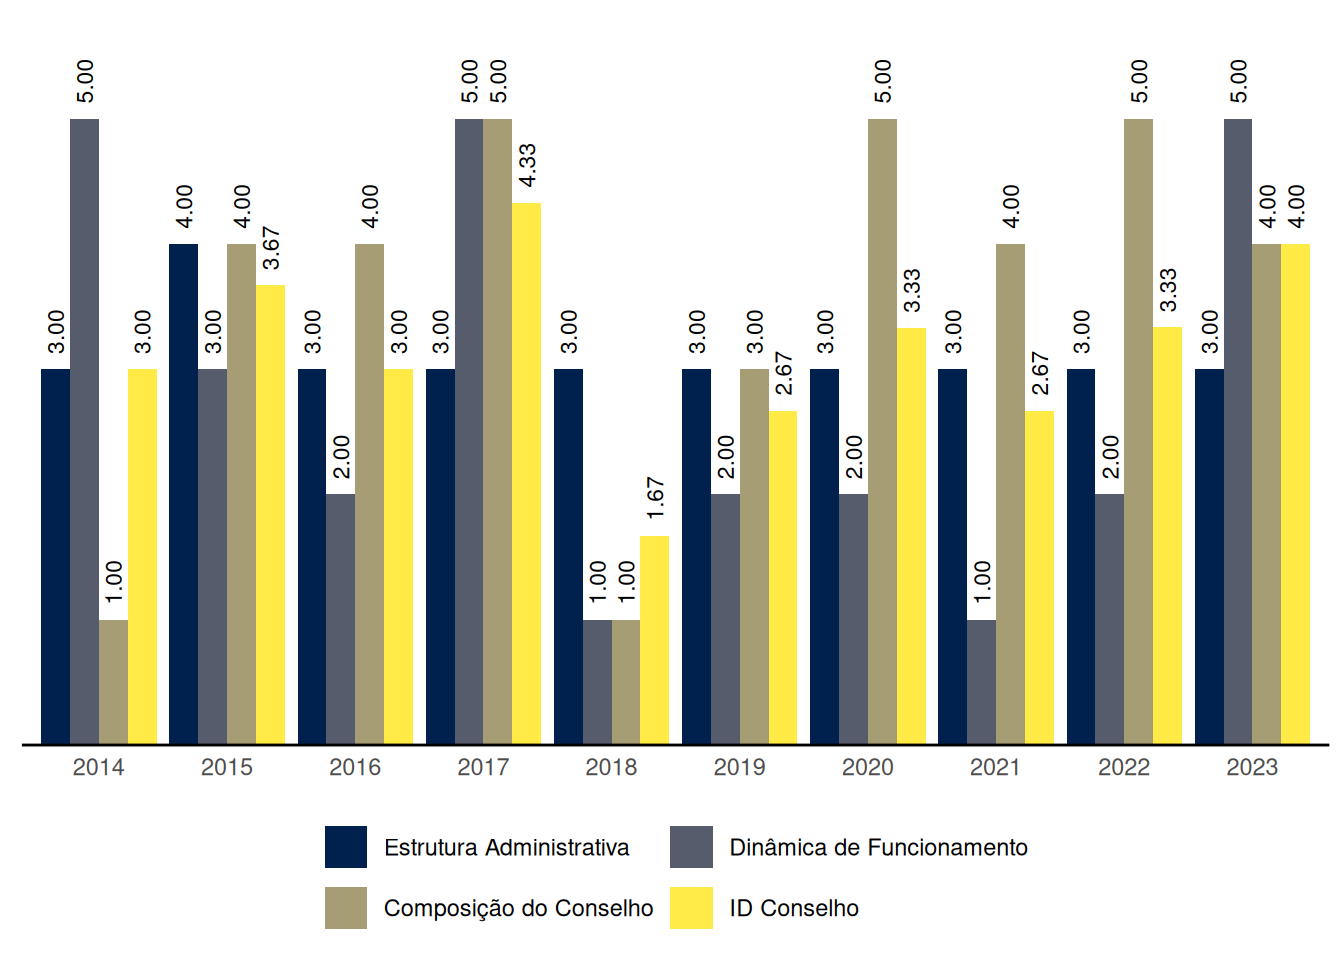 3.00 5.00 1.00 3.00 4.00 3.00 4.00 3.67 3.00 2.00 4.00 3.00 3.00 5.00 5.00 4.33 3.00 1.00 1.00 1.67 3.00 2.00 3.00 2.67 3.00 2.00 5.00 3.33 3.00 1.00 4.00 2.67 3.00 2.00 5.00 3.33 3.00 5.00 4.00 4.00
2014 2015 2016 2017 2018 2019 2020 2021 2022 2023
Estrutura Administrativa Dinâmica de Funcionamento
Composição do Conselho ID Conselho